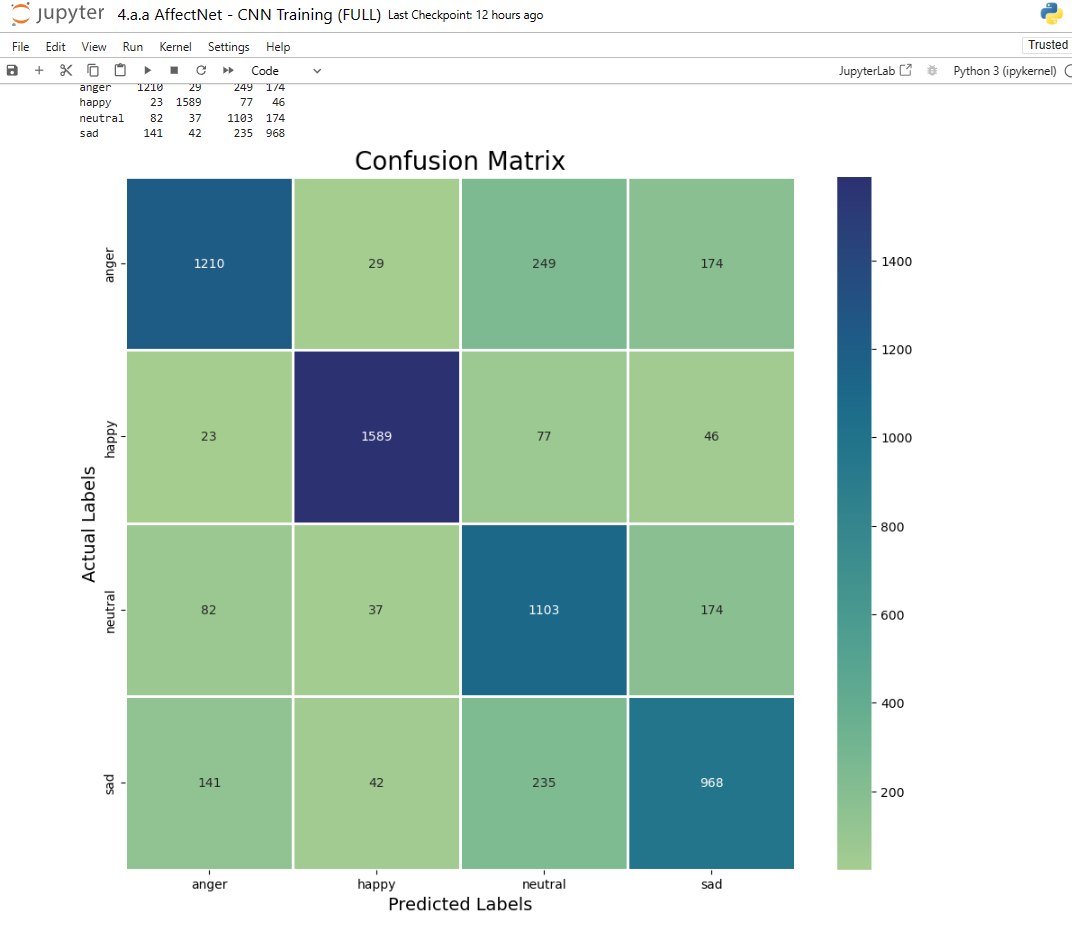 jupyter 4.a.a AffectNet - CNN Training (FULL) Last Checkpoint: 12 hours ago
File Edit View Run Kernel Settings Help Trusted
Code JupyterLab Python 3 (ipykernel)
anger 1210 29 249 174
happy 23 1589 77 46
neutral 82 37 1103 174
sad 141 42 235 968
Confusion Matrix
anger 1210 29 249 174
happy 23 1589 77 46
neutral 82 37 1103 174
sad 141 42 235 968
Actual Labels
anger happy neutral sad
Predicted Labels
1400
1200
1000
800
600
400
200